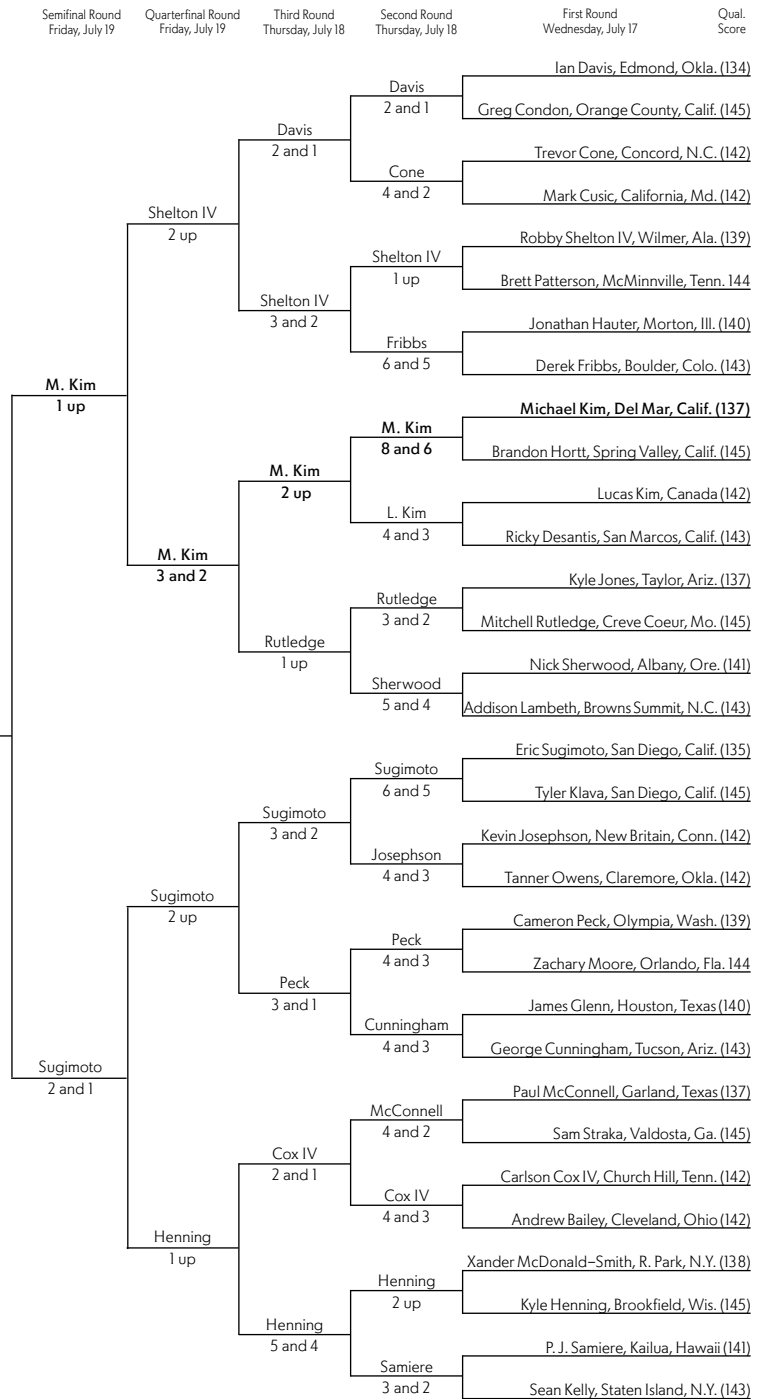 Semifinal Round
Friday, July 19
Quarterfinal Round
Friday, July 19
Third Round
Thursday, July 18
Second Round
Thursday, July 18
First Round
Wednesday, July 17
Qual.
Score
Ian Davis, Edmond, Okla. (134)
Davis
2 and 1
Greg Condon, Orange County, Calif. (145)
Davis
2 and 1
Trevor Cone, Concord, N.C. (142)
Cone
4 and 2
Mark Cusic, California, Md. (142)
Shelton IV
2 up
Robby Shelton IV, Wilmer, Ala. (139)
Shelton IV
1 up
Brett Patterson, McMinnville, Tenn. 144
Shelton IV
3 and 2
Jonathan Hauter, Morton, Ill. (140)
Fribbs
6 and 5
Derek Fribbs, Boulder, Colo. (143)
M. Kim
1 up
Michael Kim, Del Mar, Calif. (137)
M. Kim
8 and 6
Brandon Hortt, Spring Valley, Calif. (145)
M. Kim
2 up
Lucas Kim, Canada (142)
L. Kim
4 and 3
Ricky Desantis, San Marcos, Calif. (143)
M. Kim
3 and 2
Kyle Jones, Taylor, Ariz. (137)
Rutledge
3 and 2
Mitchell Rutledge, Creve Coeur, Mo. (145)
Rutledge
1 up
Nick Sherwood, Albany, Ore. (141)
Sherwood
5 and 4
Addison Lambeth, Browns Summit, N.C. (143)
Eric Sugimoto, San Diego, Calif. (135)
Sugimoto
6 and 5
Tyler Klava, San Diego, Calif. (145)
Sugimoto
3 and 2
Kevin Josephson, New Britain, Conn. (142)
Josephson
4 and 3
Tanner Owens, Claremore, Okla. (142)
Sugimoto
2 up
Cameron Peck, Olympia, Wash. (139)
Peck
4 and 3
Zachary Moore, Orlando, Fla. 144
Peck
3 and 1
James Glenn, Houston, Texas (140)
Cunningham
4 and 3
George Cunningham, Tucson, Ariz. (143)
Sugimoto
2 and 1
Paul McConnell, Garland, Texas (137)
McConnell
4 and 2
Sam Straka, Valdosta, Ga. (145)
Cox IV
2 and 1
Carlson Cox IV, Church Hill, Tenn. (142)
Cox IV
4 and 3
Andrew Bailey, Cleveland, Ohio (142)
Henning
1 up
Xander McDonald-Smith, R. Park, N.Y. (138)
Henning
2 up
Kyle Henning, Brookfield, Wis. (145)
Henning
5 and 4
P. J. Samiere, Kailua, Hawaii (141)
Samiere
3 and 2
Sean Kelly, Staten Island, N.Y. (143)